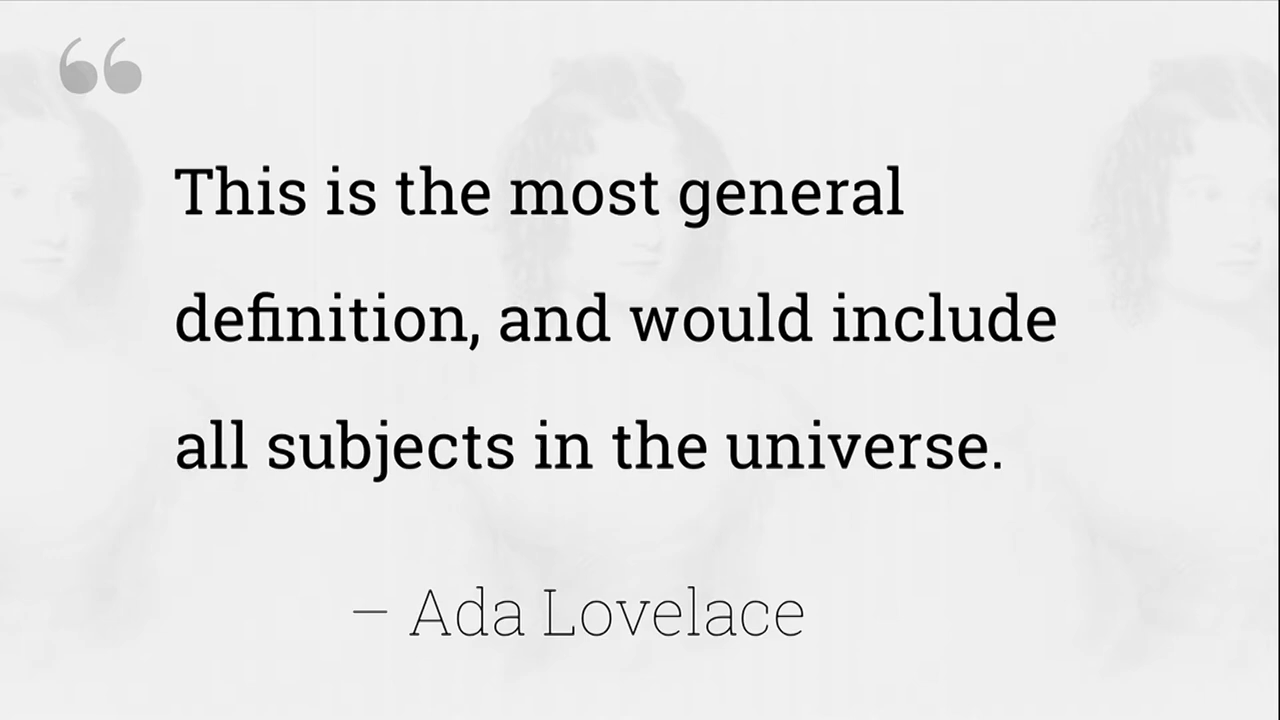 “
This is the most general
definition, and would include
all subjects in the universe.
– Ada Lovelace